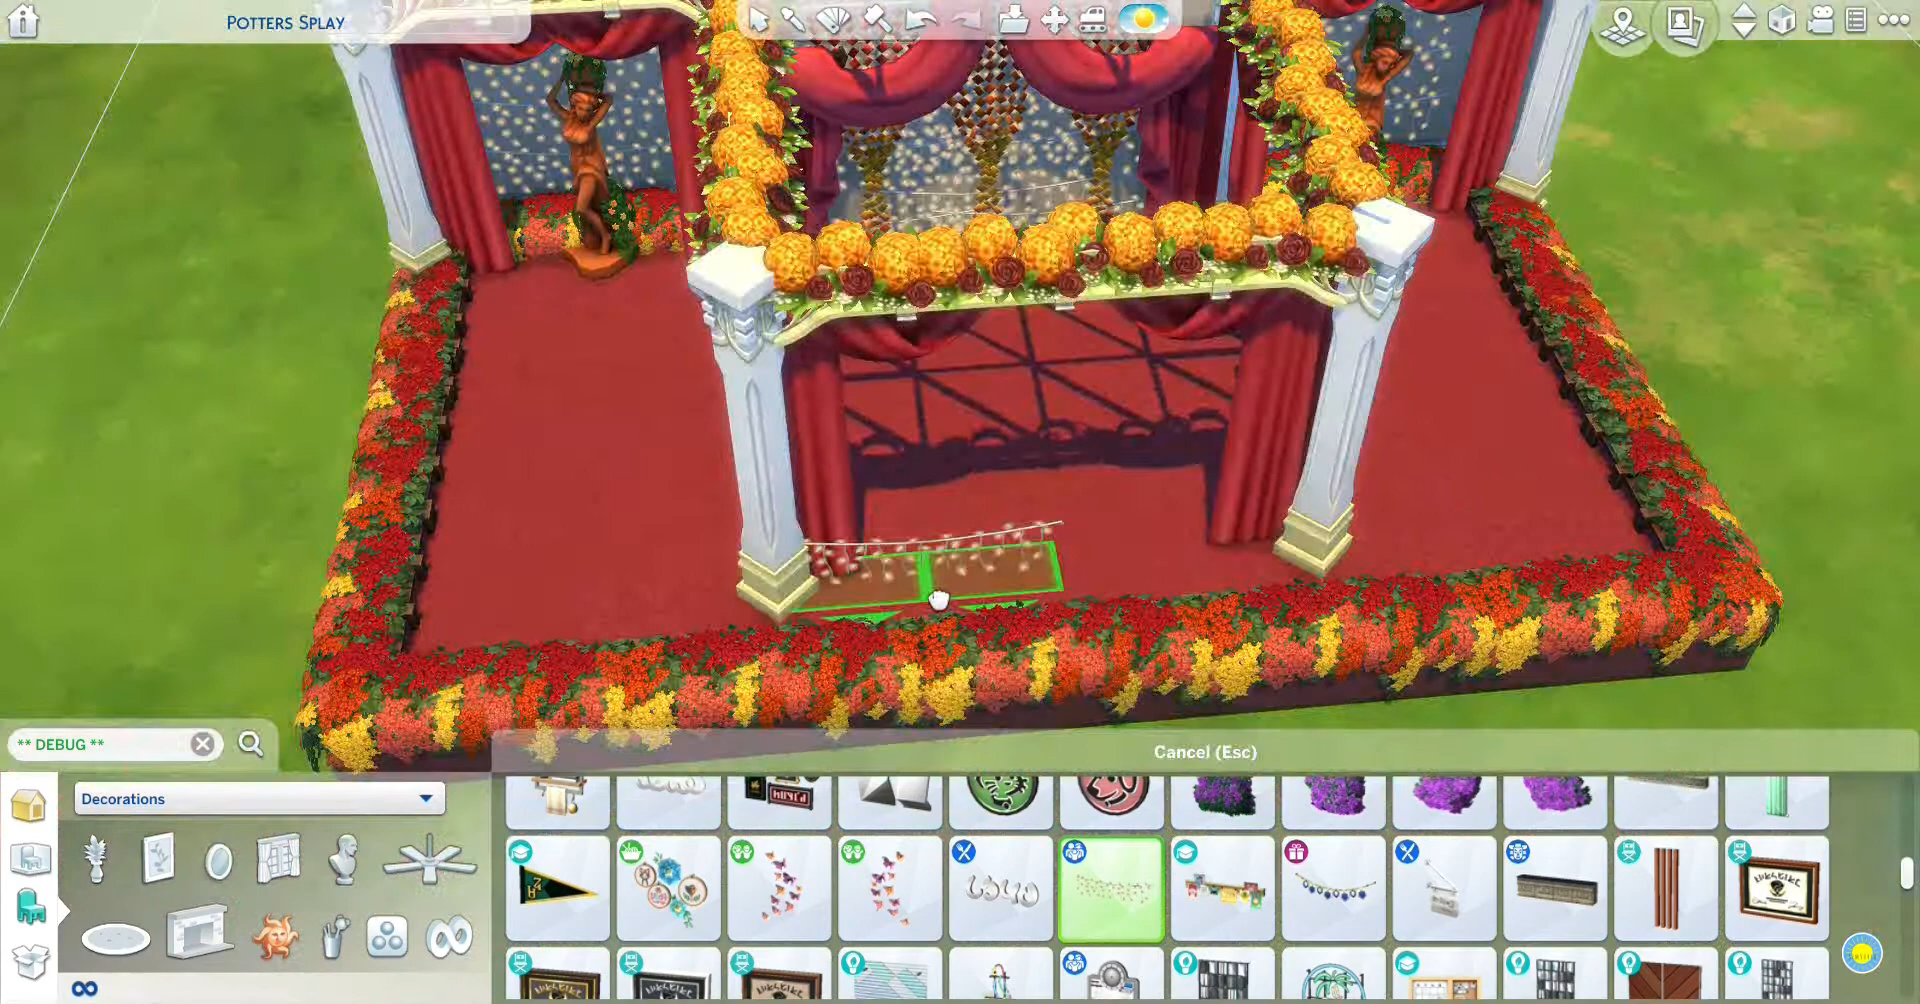 Potters Splay
** DEBUG **
Cancel (Esc)
Decorations